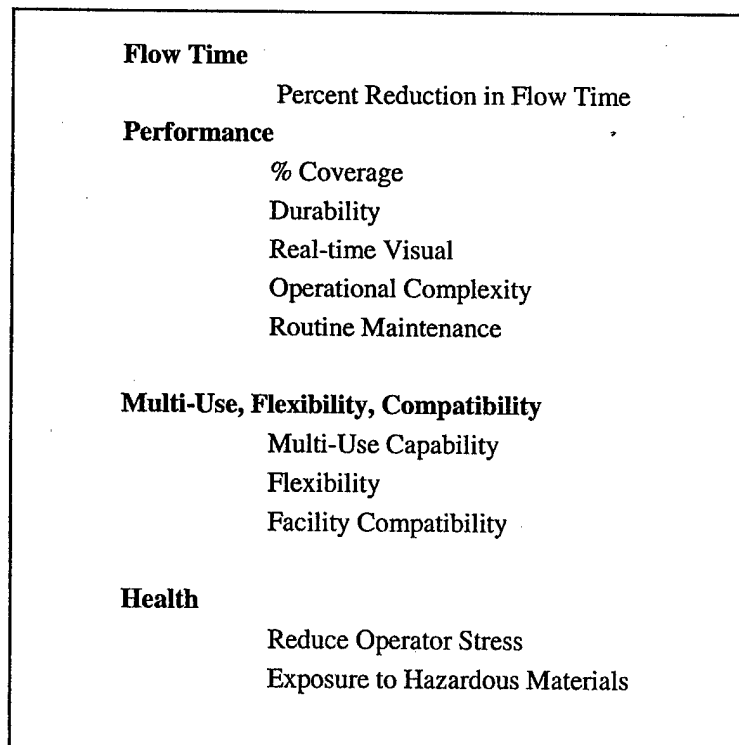 Flow Time
Percent Reduction in Flow Time
Performance
% Coverage
Durability
Real-time Visual
Operational Complexity
Routine Maintenance
Multi-Use, Flexibility, Compatibility
Multi-Use Capability
Flexibility
Facility Compatibility
Health
Reduce Operator Stress
Exposure to Hazardous Materials